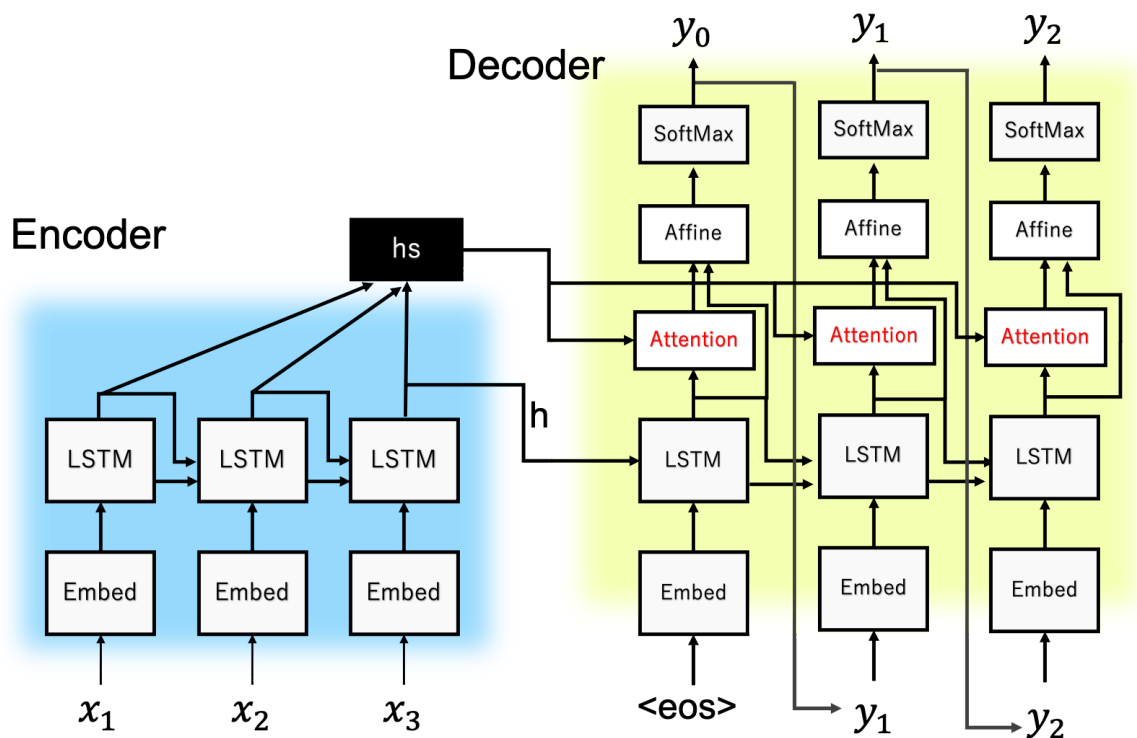 y₀ y₁ y₂
Decoder
SoftMax SoftMax SoftMax
Encoder
hs
Affine Affine Affine
Attention Attention Attention
h
LSTM LSTM LSTM LSTM LSTM LSTM
Embed Embed Embed Embed Embed Embed
x₁ x₂ x₃ <eos> y₁ y₂